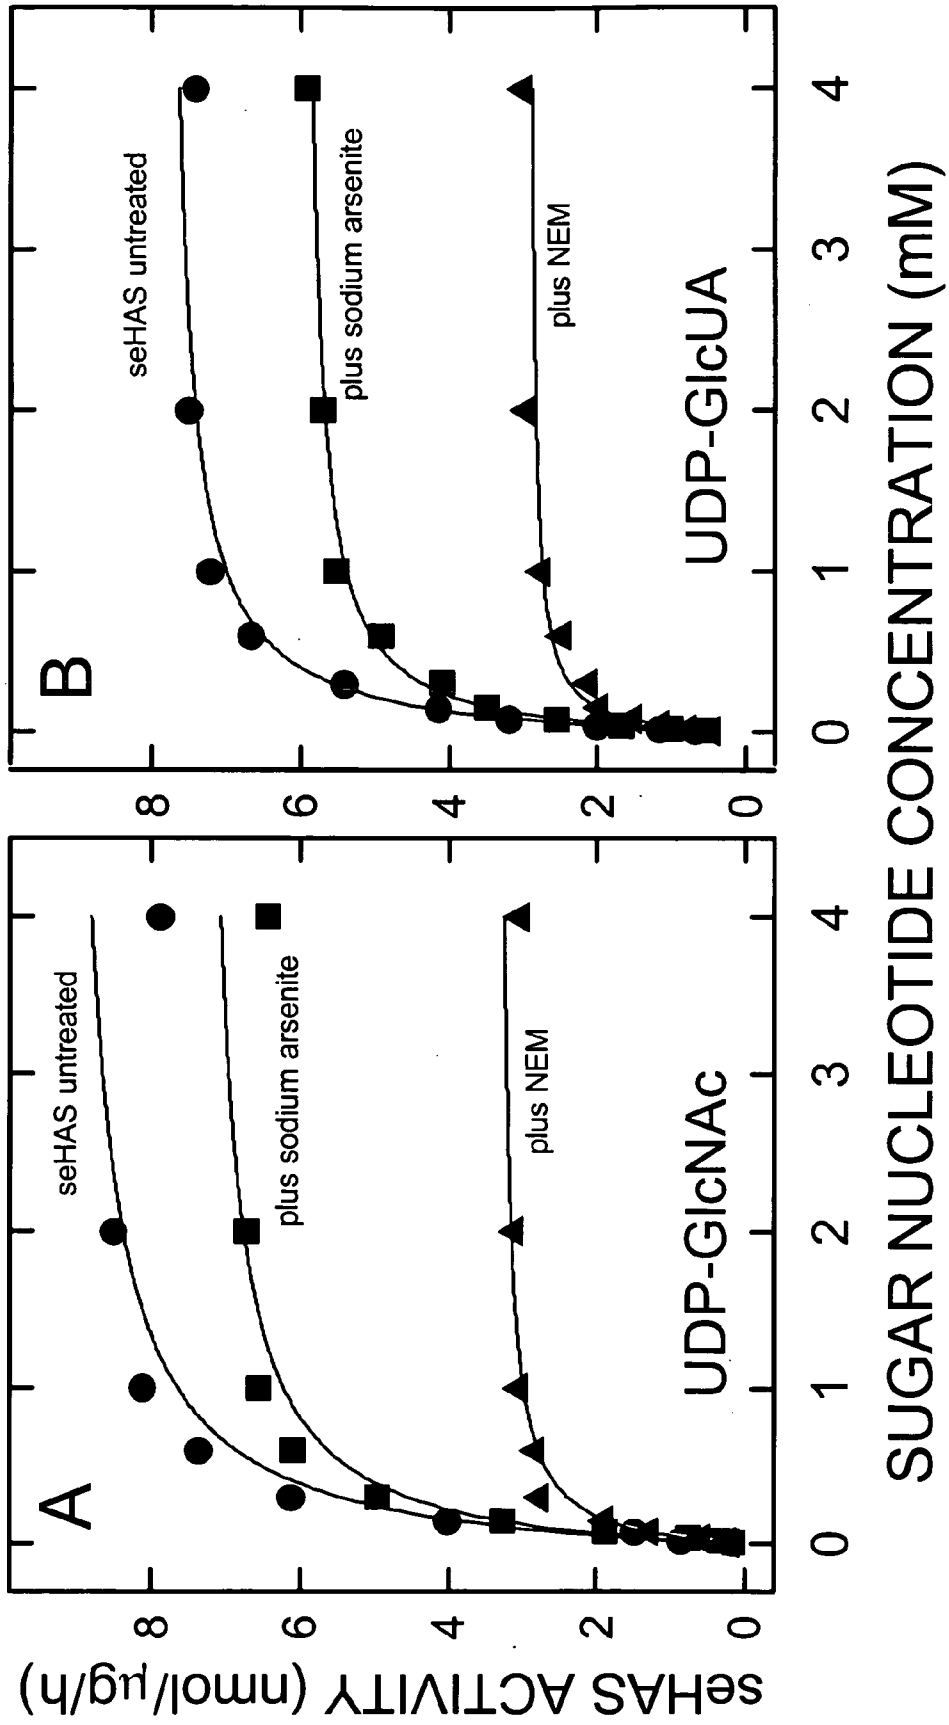 A
seHAS untreated
plus sodium arsenite
plus NEM
UDP-GlcNAc
8
6
4
2
0
0 1 2 3 4
B
seHAS untreated
plus sodium arsenite
plus NEM
UDP-GlcUA
8
6
4
2
0
0 1 2 3 4
seHAS ACTIVITY (nmol/µg/h)
SUGAR NUCLEOTIDE CONCENTRATION (mM)